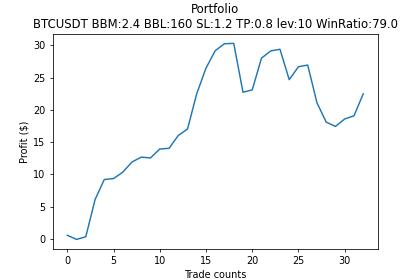 Portfolio
BTCUSDT BBM:2.4 BBL:160 SL:1.2 TP:0.8 lev:10 WinRatio:79.0
30
25
20
15
10
5
0
Profit ($)
0 5 10 15 20 25 30
Trade counts